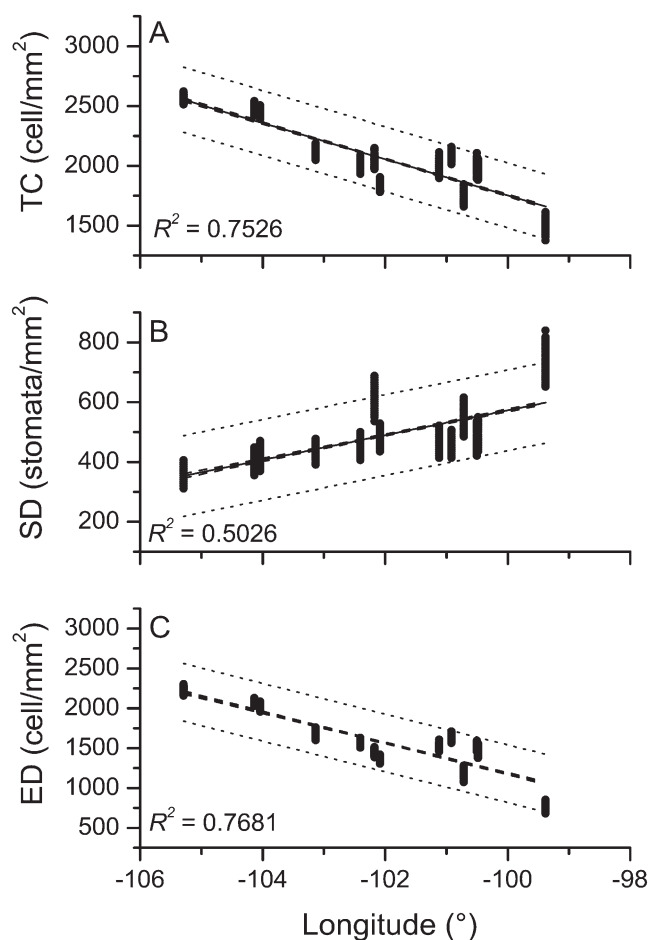 A
TC (cell/mm²)
3000
2500
2000
1500
R² = 0.7526
B
SD (stomata/mm²)
800
600
400
200
R² = 0.5026
C
ED (cell/mm²)
3000
2500
2000
1500
1000
500
R² = 0.7681
-106 -104 -102 -100 -98
Longitude (°)